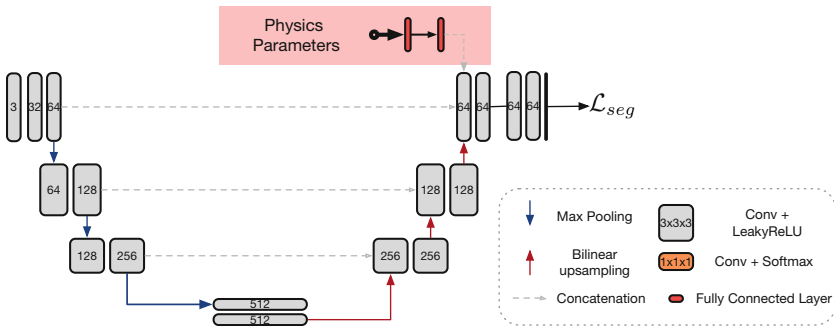 Physics
Parameters
3 32 64
64 64 64 64
ℒseg
64 128
128 128
128 256
256 256
512
512
Max Pooling
3x3x3
Conv +
LeakyReLU
Bilinear
upsampling
1x1x1
Conv + Softmax
Concatenation
Fully Connected Layer